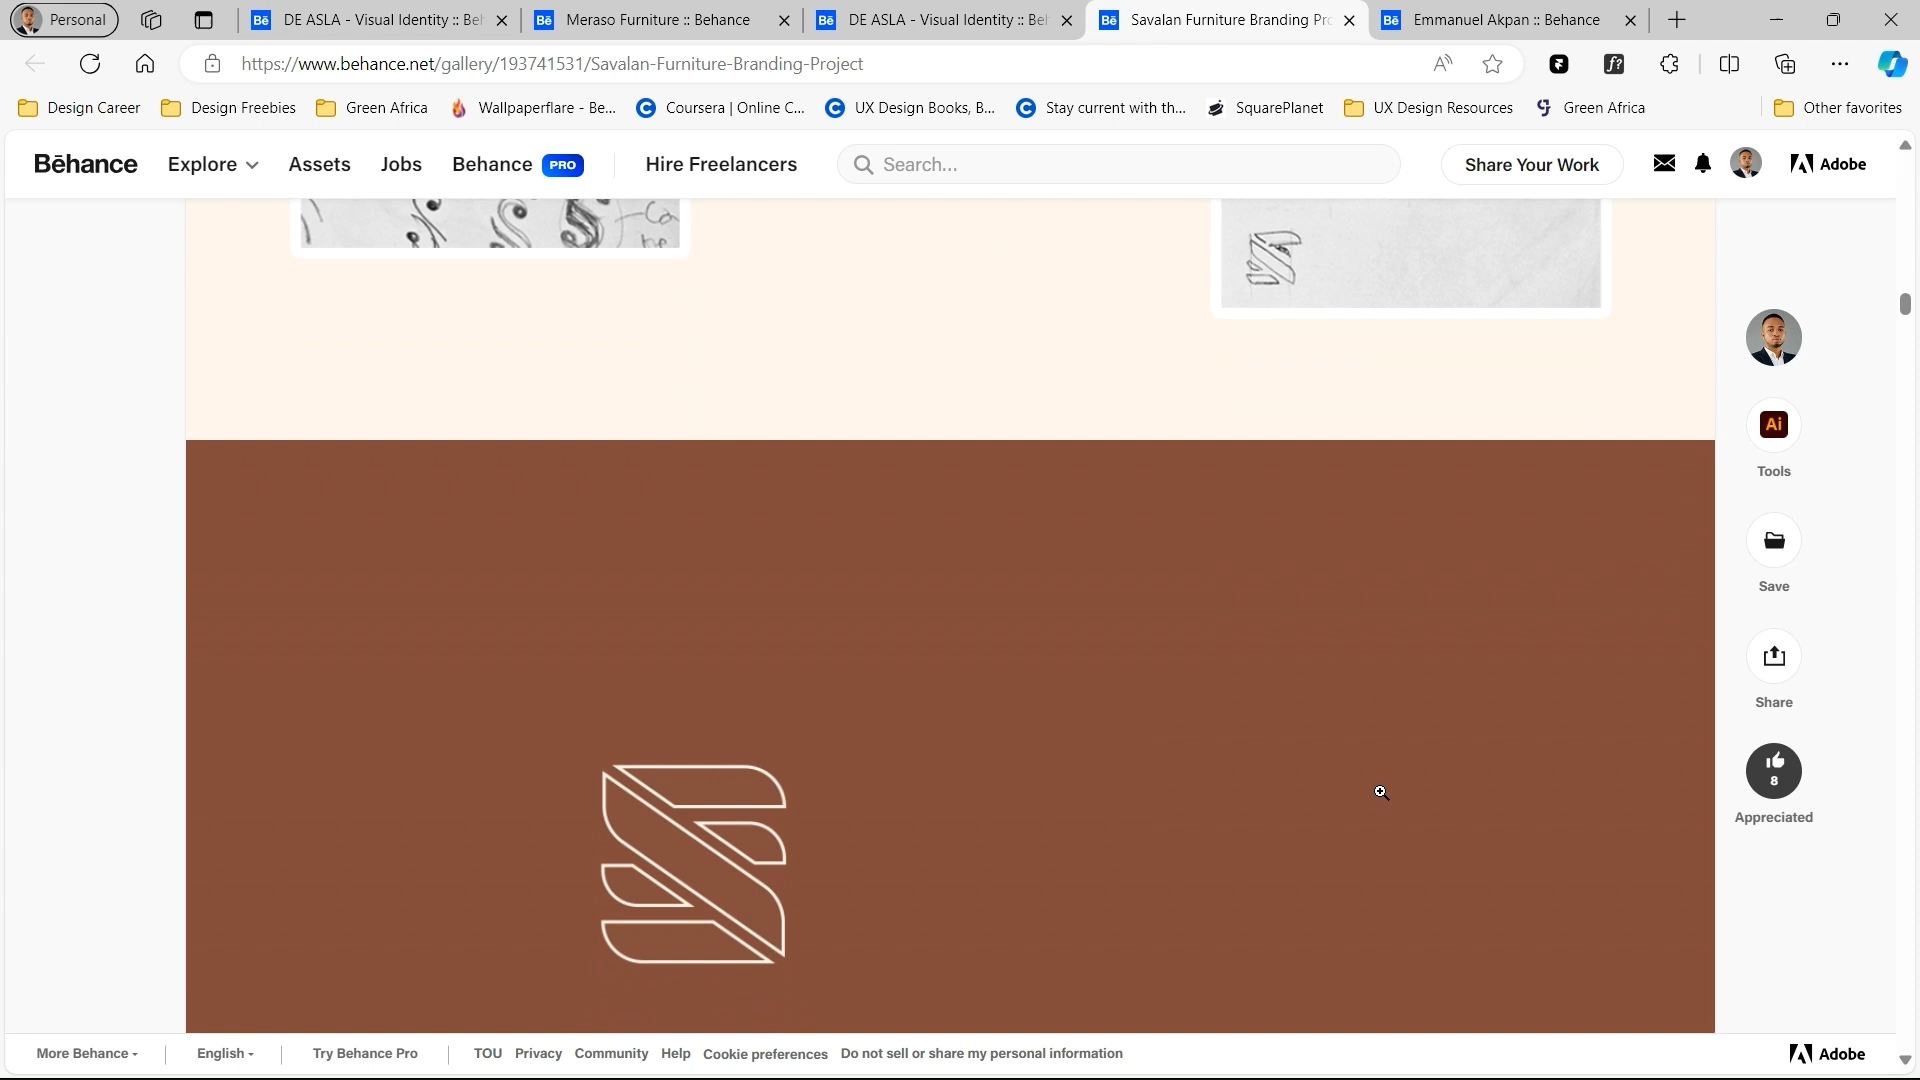 Personal
DE ASLA - Visual Identity :: Beh
Meraso Furniture :: Behance
DE ASLA - Visual Identity :: Beh
Savalan Furniture Branding Pro
Emmanuel Akpan :: Behance
https://www.behance.net/gallery/193741531/Savalan-Furniture-Branding-Project
Design Career
Design Freebies
Green Africa
Wallpaperflare - Be...
Coursera | Online C...
UX Design Books, B...
Stay current with th...
SquarePlanet
UX Design Resources
Green Africa
Other favorites
Bēhance
Explore
Assets
Jobs
Behance PRO
Hire Freelancers
Search...
Share Your Work
Adobe
Ai
Tools
Save
Share
8
Appreciated
More Behance
English
Try Behance Pro
TOU
Privacy
Community
Help
Cookie preferences
Do not sell or share my personal information
Adobe